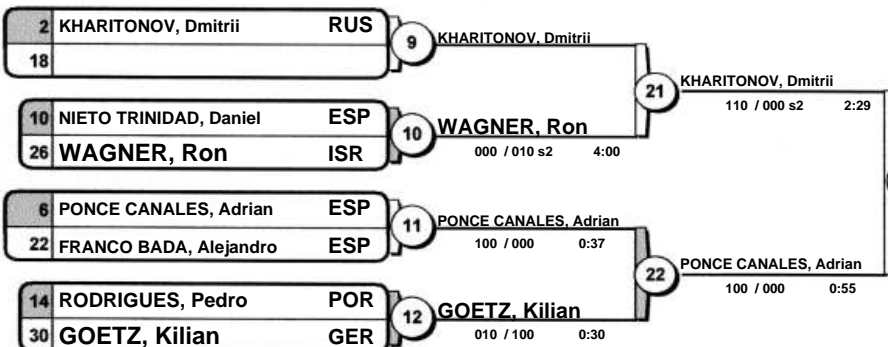 2 KHARITONOV, Dmitrii RUS
18
9
KHARITONOV, Dmitrii
10 NIETO TRINIDAD, Daniel ESP
26 WAGNER, Ron ISR
10
WAGNER, Ron
000 / 010 s2 4:00
21
KHARITONOV, Dmitrii
110 / 000 s2 2:29
6 PONCE CANALES, Adrian ESP
22 FRANCO BADA, Alejandro ESP
11
PONCE CANALES, Adrian
100 / 000 0:37
14 RODRIGUES, Pedro POR
30 GOETZ, Kilian GER
12
GOETZ, Kilian
010 / 100 0:30
22
PONCE CANALES, Adrian
100 / 000 0:55